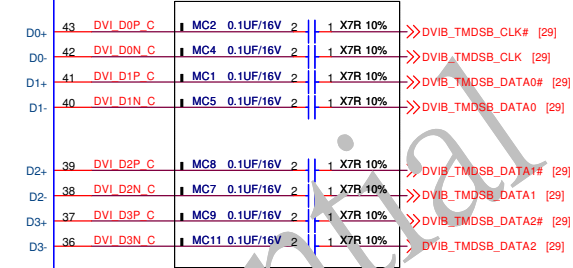 D0+ 43 DVI_D0P_C MC2 0.1UF/16V 2 1 X7R 10% DVIB_TMDSB_CLK# [29]
D0- 42 DVI_D0N_C MC4 0.1UF/16V 2 1 X7R 10% DVIB_TMDSB_CLK [29]
D1+ 41 DVI_D1P_C MC1 0.1UF/16V 2 1 X7R 10% DVIB_TMDSB_DATA0# [29]
D1- 40 DVI_D1N_C MC5 0.1UF/16V 2 1 X7R 10% DVIB_TMDSB_DATA0 [29]
D2+ 39 DVI_D2P_C MC8 0.1UF/16V 2 1 X7R 10% DVIB_TMDSB_DATA1# [29]
D2- 38 DVI_D2N_C MC7 0.1UF/16V 2 1 X7R 10% DVIB_TMDSB_DATA1 [29]
D3+ 37 DVI_D3P_C MC9 0.1UF/16V 2 1 X7R 10% DVIB_TMDSB_DATA2# [29]
D3- 36 DVI_D3N_C MC11 0.1UF/16V 2 1 X7R 10% DVIB_TMDSB_DATA2 [29]
ntial